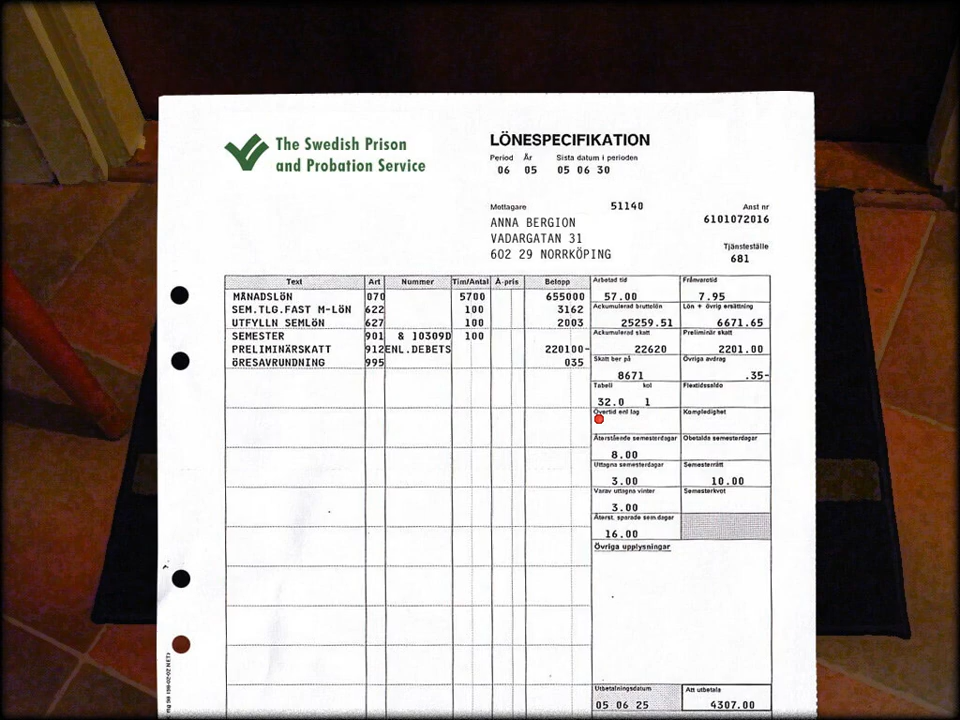 The Swedish Prison
and Probation Service
LÖNESPECIFIKATION
Period År Sista datum i perioden
06 05 05 06 30
Mottagare 51140 Anst nr
6101072016
ANNA BERGION
VADARGATAN 31
602 29 NORRKÖPING
Tjänsteställe
681
Text Art Nummer Tim/Antal À-pris Belopp
MÅNADSLÖN 070 5700 655000
SEM.TLG.FAST M-LÖN 622 100 3162
UTFYLLN SEMLÖN 627 100 2003
SEMESTER 901 & ]0309D 100
PRELIMINÄRSKATT 912 ENL.DEBETS 220100-
ÖRESAVRUNDNING 995 035
Arbetad tid Frånvarotid
57.00 7.95
Ackumulerad bruttolön Lön + övrig ersättning
25259.51 6671.65
Ackumulerad skatt Preliminär skatt
22620 2201.00
Skatt ber på Övriga avdrag
8671 .35-
Tabell kol Flextidssaldo
32.0 1
Övertid enl lag Kompledighet
Återstående semesterdagar Obetalda semesterdagar
8.00
Uttagna semesterdagar Semesterrätt
3.00 10.00
Varav uttagna vinter Semesterkvot
3.00
Återst. sparade sem.dagar
16.00
Övriga upplysningar
Utbetalningsdatum Att utbetala
05 06 25 4307.00